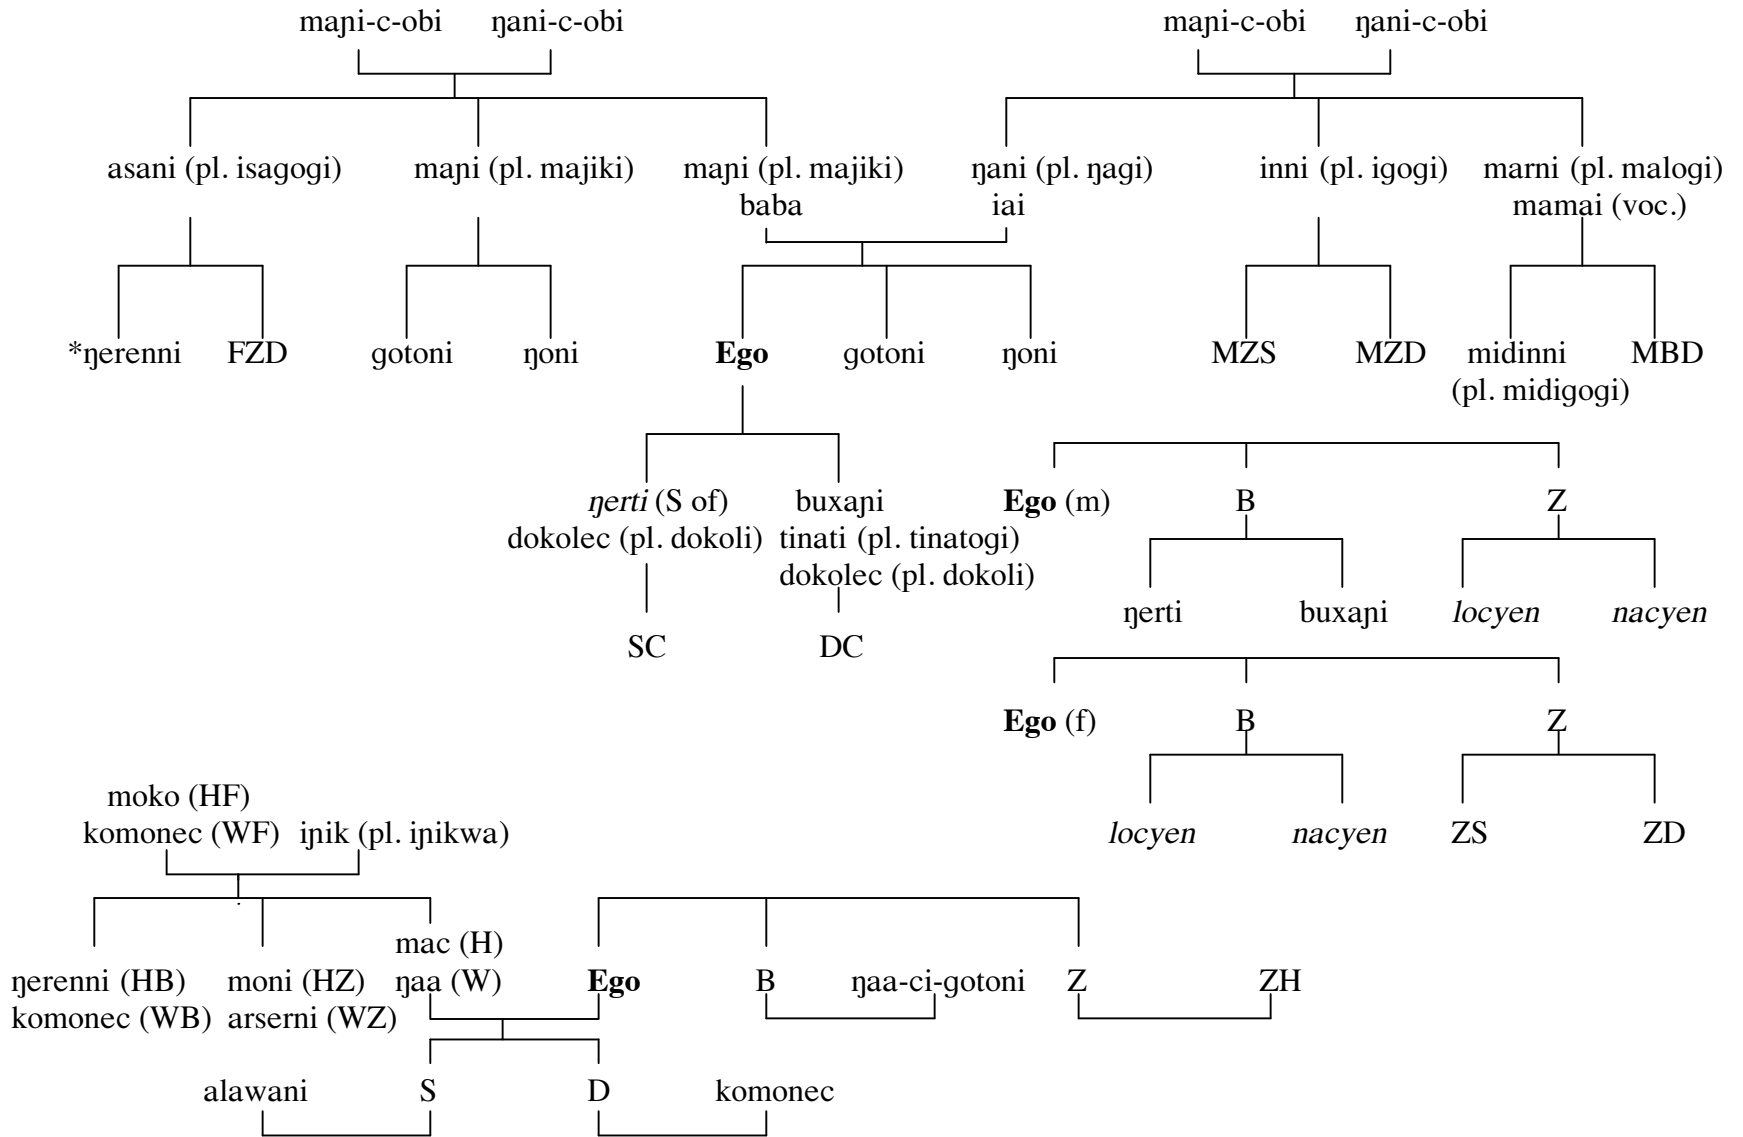 maɲi-c-obi ŋani-c-obi maɲi-c-obi ŋani-c-obi
asani (pl. isagogi) maɲi (pl. majiki) maɲi (pl. majiki) ŋani (pl. ŋagi) inni (pl. igogi) marni (pl. malogi)
baba iai mamai (voc.)
*ŋerenni FZD gotoni ŋoni Ego gotoni ŋoni MZS MZD midinni MBD
(pl. midigogi)
ŋerti (S of) buxaɲi Ego (m) B Z
dokolec (pl. dokoli) tinati (pl. tinatogi)
dokolec (pl. dokoli)
ŋerti buxaɲi locyen nacyen
SC DC
Ego (f) B Z
moko (HF)
komonec (WF) iɲik (pl. iɲikwa) locyen nacyen ZS ZD
mac (H)
ŋerenni (HB) moni (HZ) ŋaa (W) Ego B ŋaa-ci-gotoni Z ZH
komonec (WB) arserni (WZ)
alawani S D komonec